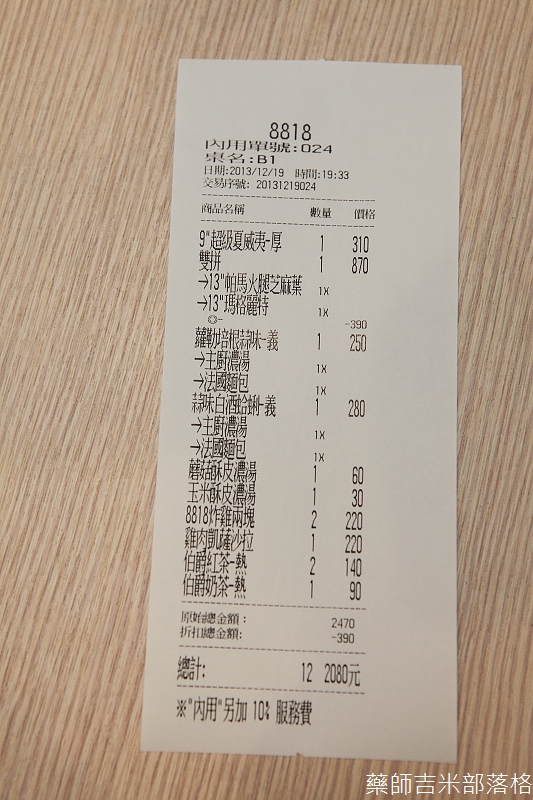 8818
內用單號:024
桌名:B1
日期:2013/12/19 時間:19:33
交易序號: 20131219024
商品名稱 數量 價格
9"超級夏威夷-厚 1 310
雙拼 1 870
→13"帕馬火腿芝麻葉 1X
→13"瑪格麗特 1X
◎- -390
蘿勒培根蒜味-義 1 250
→主廚濃湯 1X
→法國麵包 1X
蒜味白酒蛤蜊-義 1 280
→主廚濃湯 1X
→法國麵包 1X
蘑菇酥皮濃湯 1 60
玉米酥皮濃湯 1 30
8818炸雞兩塊 2 220
雞肉凱薩沙拉 1 220
伯爵紅茶-熱 2 140
伯爵奶茶-熱 1 90
原始總金額: 2470
折扣總金額: -390
總計: 12 2080元
※"內用"另加 10% 服務費
藥師吉米部落格